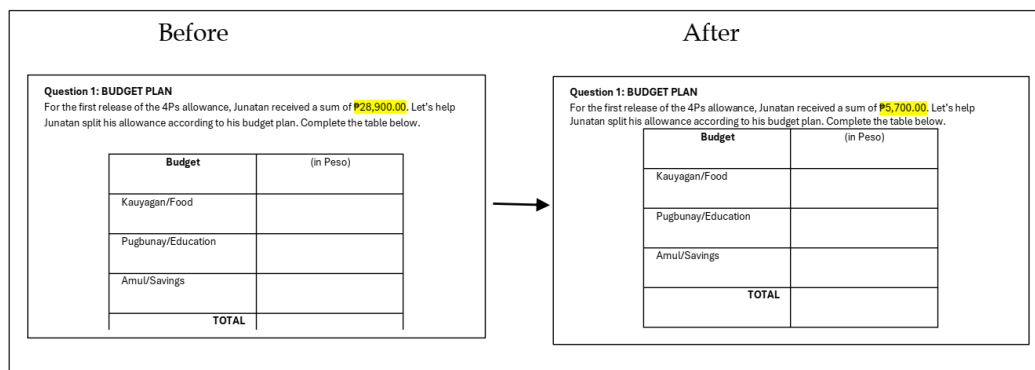 Before
Question 1: BUDGET PLAN
For the first release of the 4Ps allowance, Junatan received a sum of ₱28,900.00. Let's help
Junatan split his allowance according to his budget plan. Complete the table below.
Budget (in Peso)
Kauyagan/Food
Pugbunay/Education
Amul/Savings
TOTAL
After
Question 1: BUDGET PLAN
For the first release of the 4Ps allowance, Junatan received a sum of ₱5,700.00. Let's help
Junatan split his allowance according to his budget plan. Complete the table below.
Budget (in Peso)
Kauyagan/Food
Pugbunay/Education
Amul/Savings
TOTAL